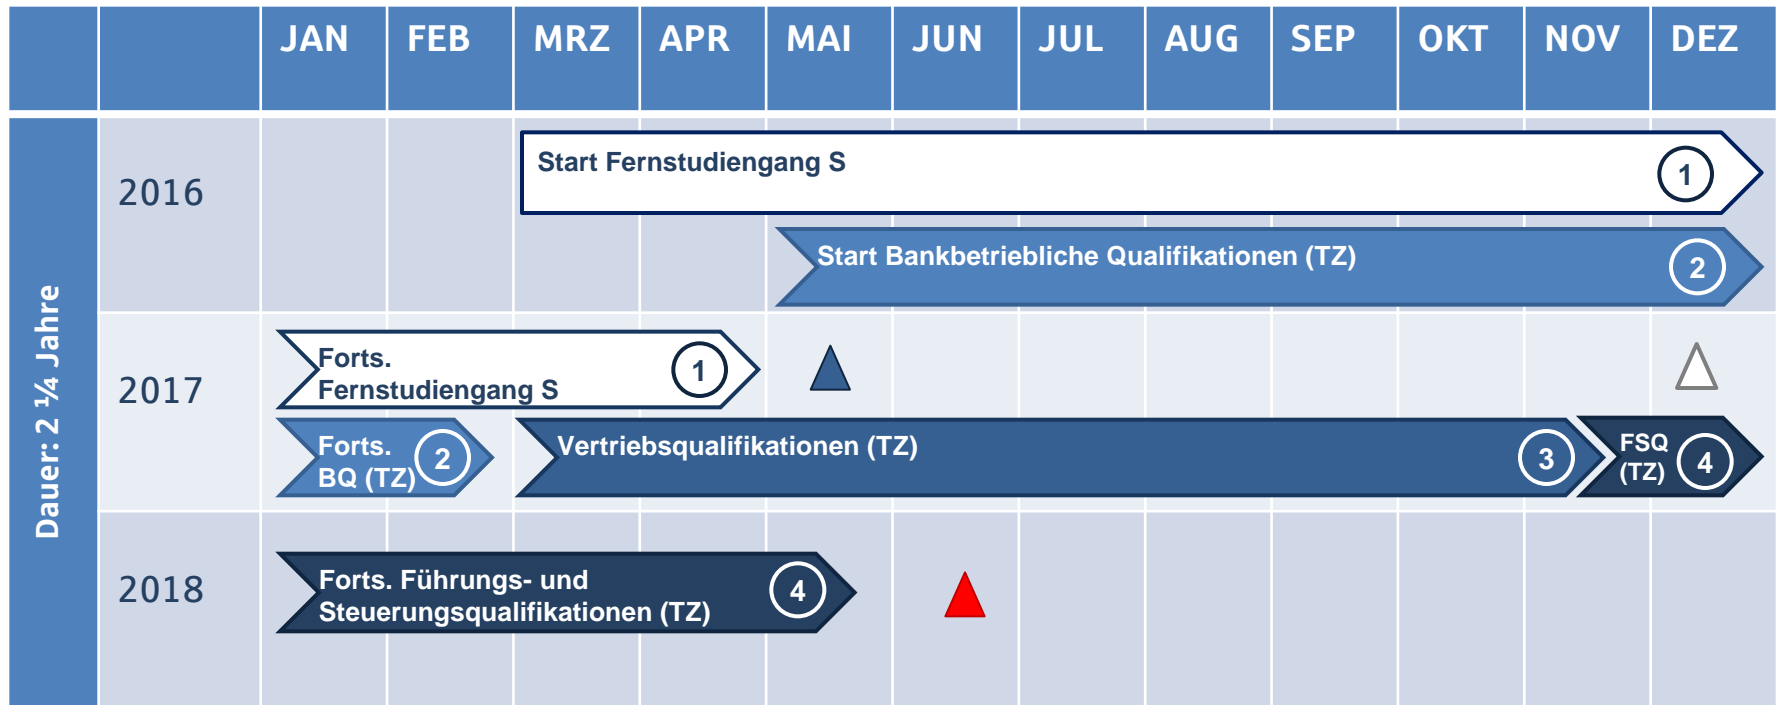 JAN FEB MRZ APR MAI JUN JUL AUG SEP OKT NOV DEZ
Dauer: 2 ¼ Jahre
2016
Start Fernstudiengang S
1
Start Bankbetriebliche Qualifikationen (TZ)
2
2017
Forts.
Fernstudiengang S
1
Forts.
BQ (TZ)
2
Vertriebsqualifikationen (TZ)
3
FSQ
(TZ)
4
2018
Forts. Führungs- und
Steuerungsqualifikationen (TZ)
4